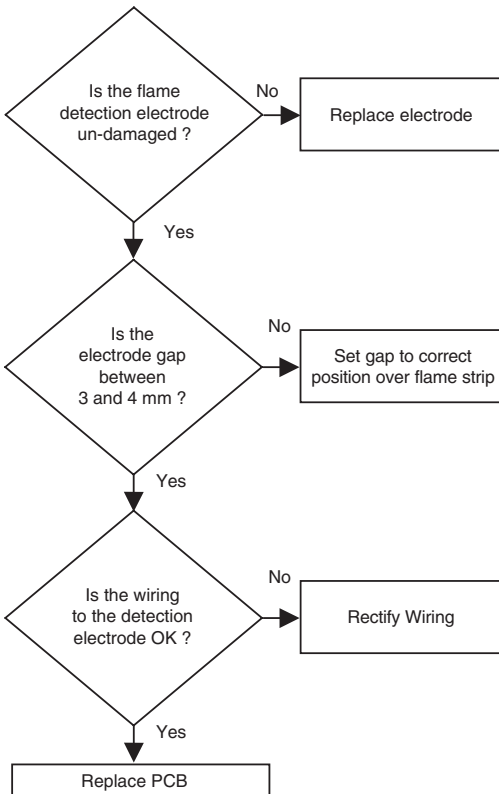 Is the flame
detection electrode
un-damaged ?
No
Replace electrode
Yes
Is the
electrode gap
between
3 and 4 mm ?
No
Set gap to correct
position over flame strip
Yes
Is the wiring
to the detection
electrode OK ?
No
Rectify Wiring
Yes
Replace PCB